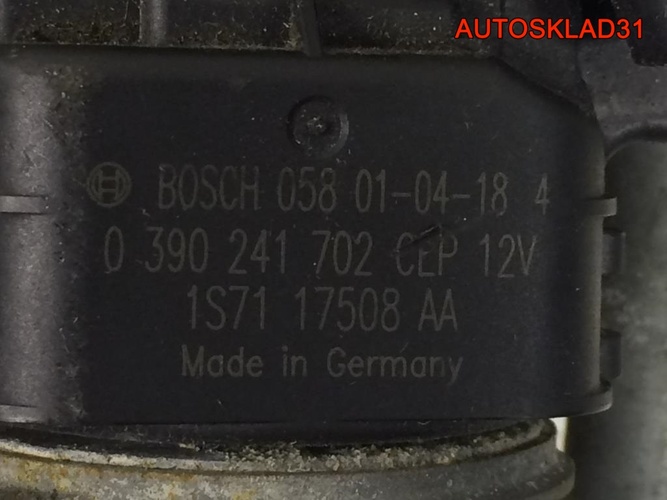 AUTOSKLAD31
BOSCH 058 01-04-18 4
0 390 241 702 CEP 12V
1S71 17508 AA
Made in Germany